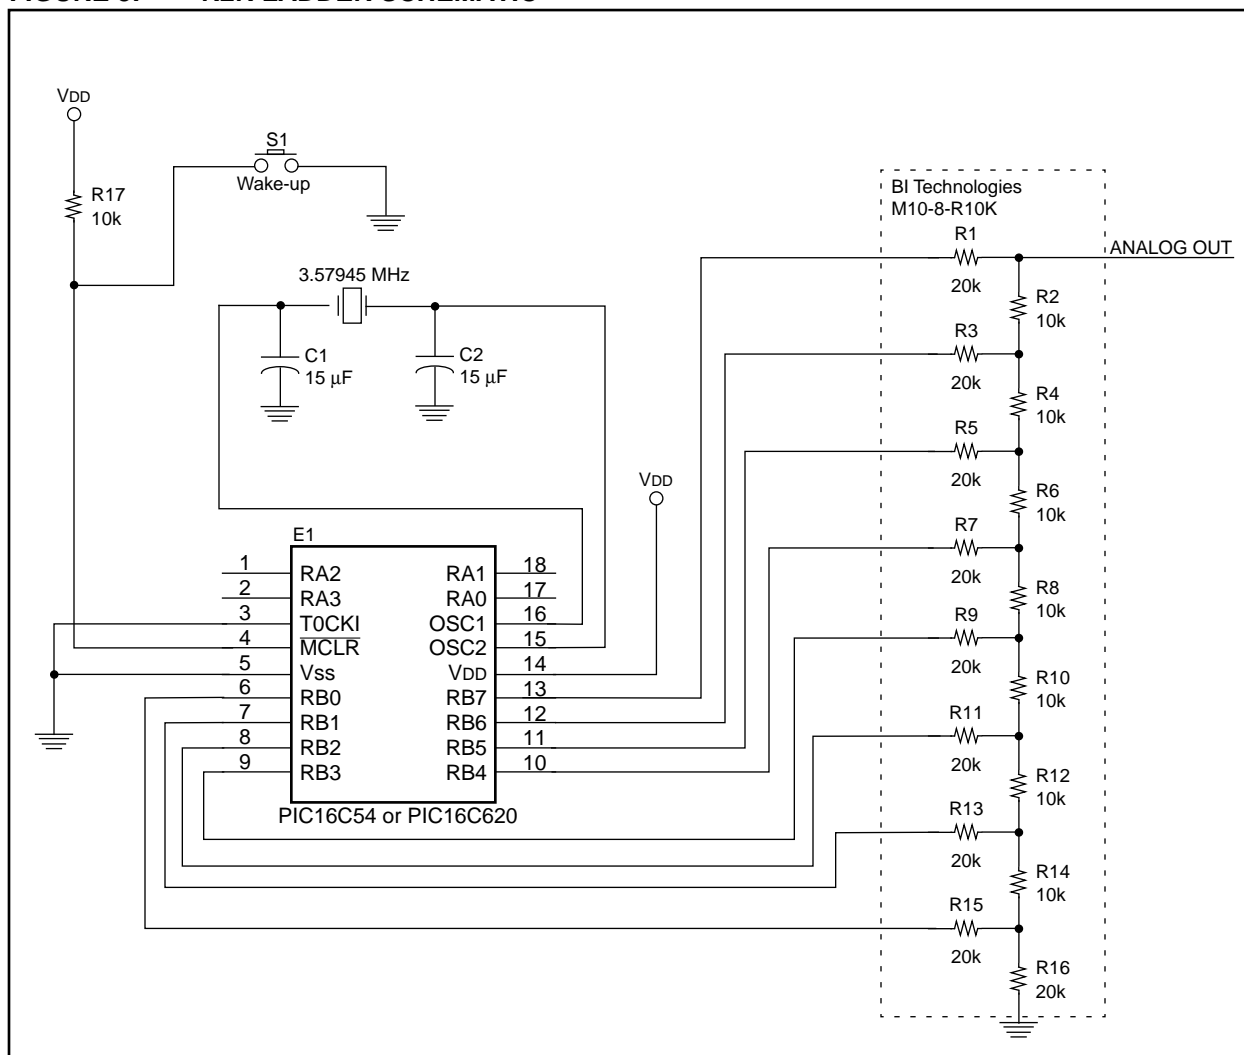 VDD
S1
Wake-up
R17
10k
3.57945 MHz
C1
15 µF
C2
15 µF
VDD
BI Technologies
M10-8-R10K
R1
20k
ANALOG OUT
R2
10k
R3
20k
R4
10k
R5
20k
R6
10k
R7
20k
R8
10k
R9
20k
R10
10k
R11
20k
R12
10k
R13
20k
R14
10k
R15
20k
R16
20k
E1
1 RA2 RA1 18
2 RA3 RA0 17
3 T0CKI OSC1 16
4 MCLR OSC2 15
5 Vss VDD 14
6 RB0 RB7 13
7 RB1 RB6 12
8 RB2 RB5 11
9 RB3 RB4 10
PIC16C54 or PIC16C620